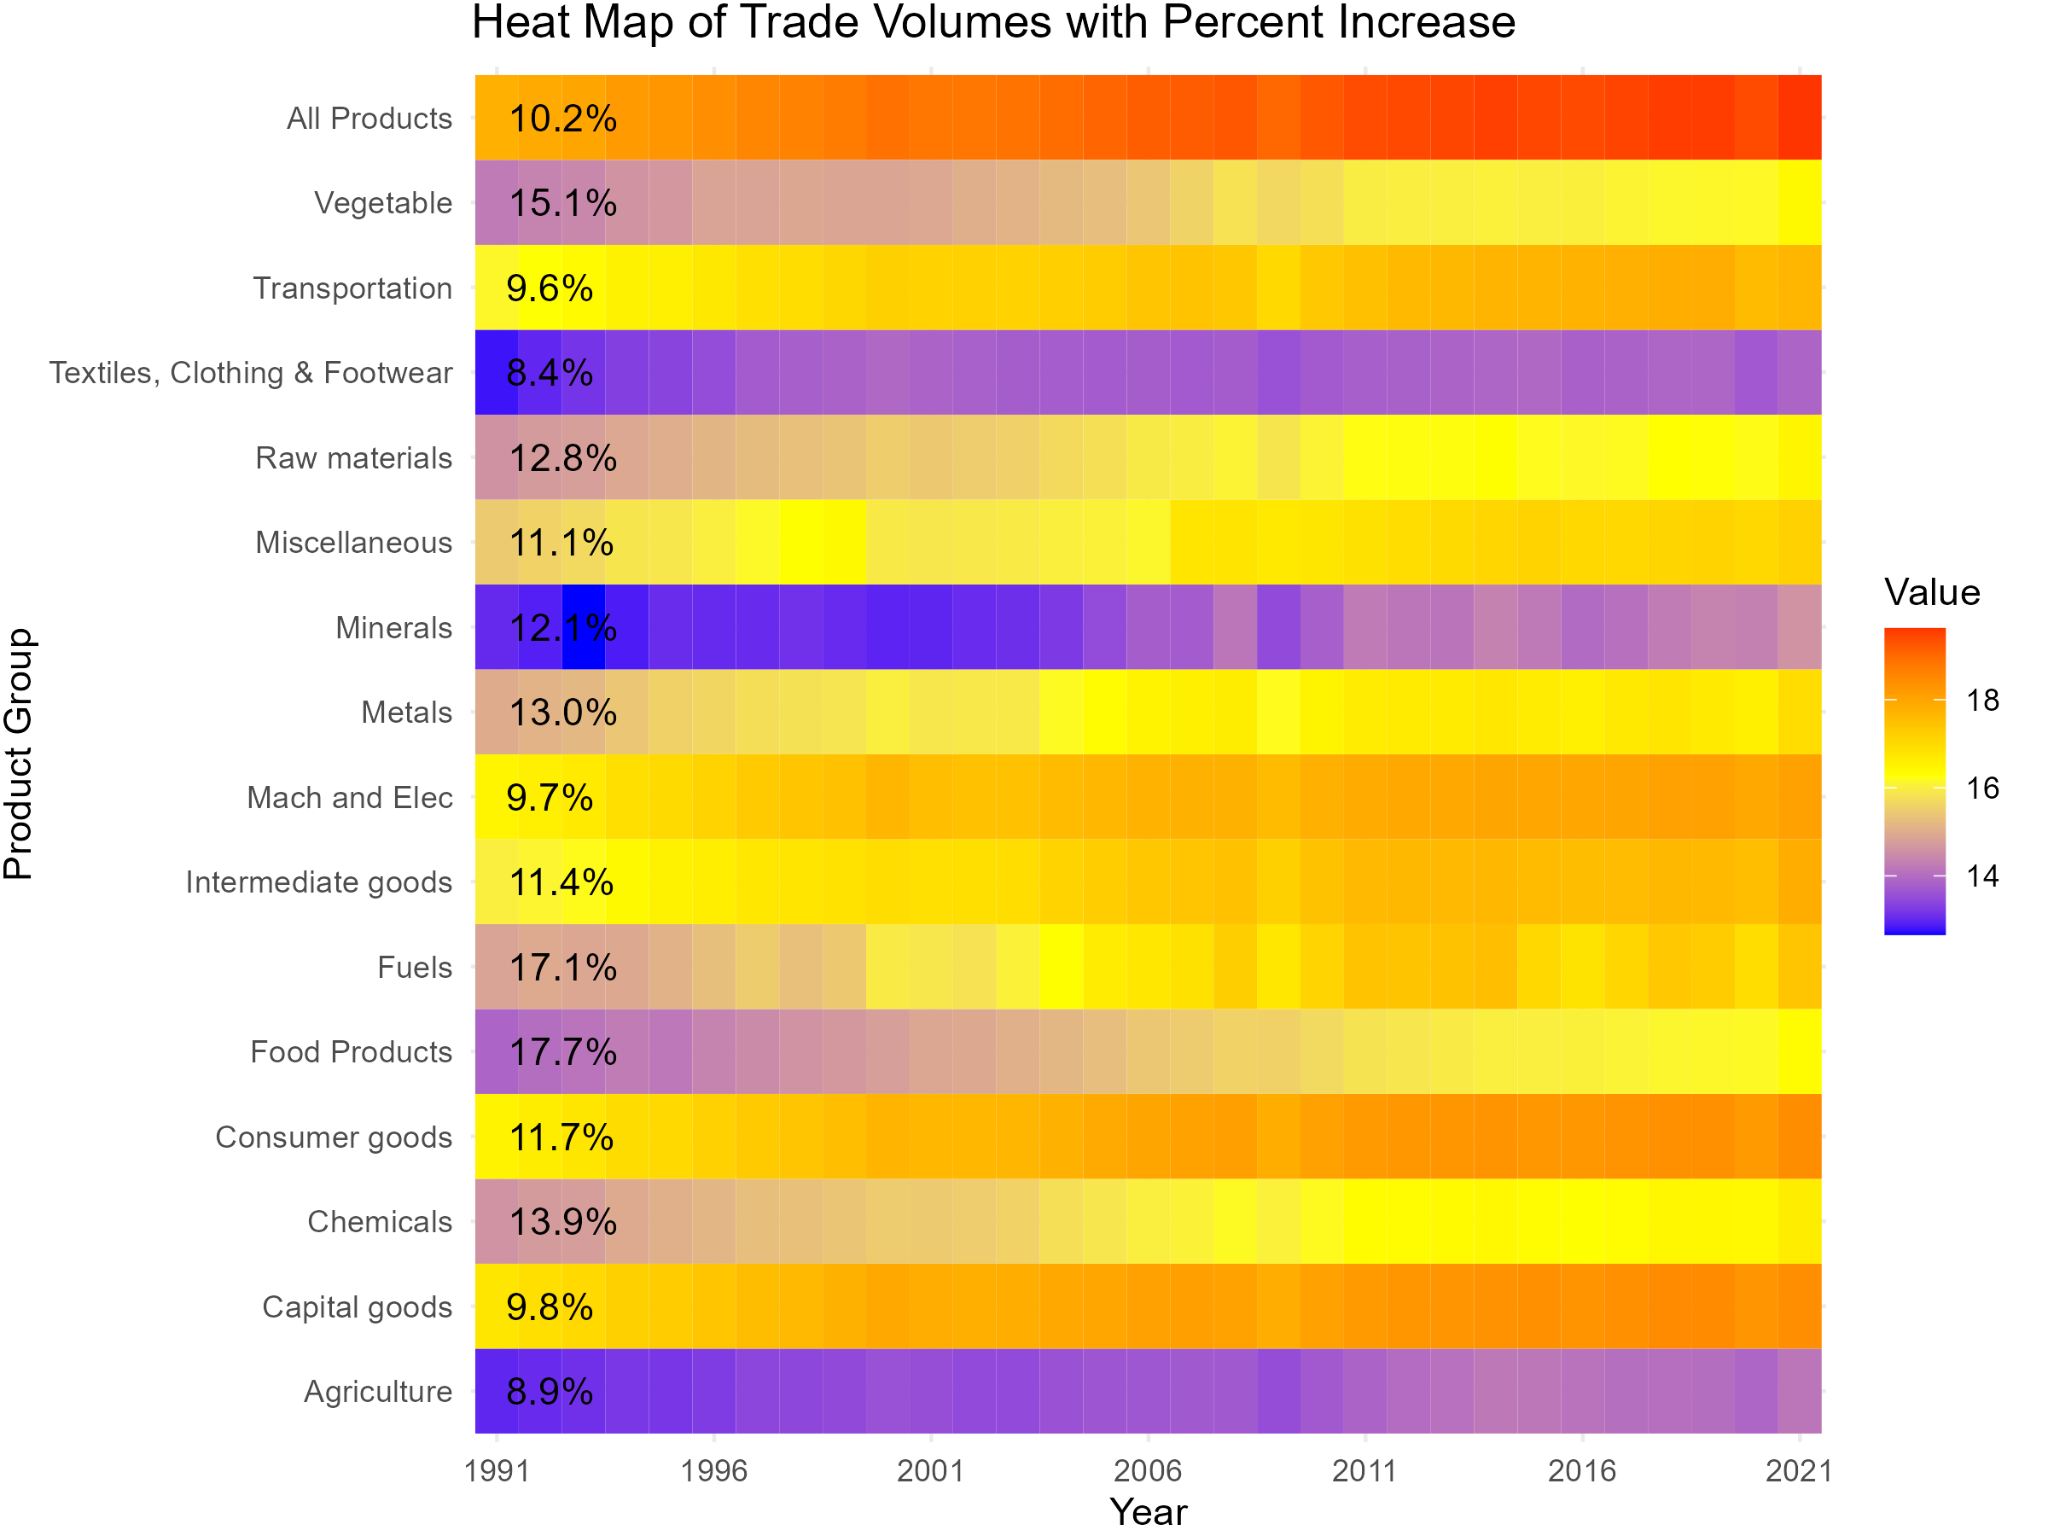 Heat Map of Trade Volumes with Percent Increase
Product Group
All Products 10.2%
Vegetable 15.1%
Transportation 9.6%
Textiles, Clothing & Footwear 8.4%
Raw materials 12.8%
Miscellaneous 11.1%
Minerals 12.1%
Metals 13.0%
Mach and Elec 9.7%
Intermediate goods 11.4%
Fuels 17.1%
Food Products 17.7%
Consumer goods 11.7%
Chemicals 13.9%
Capital goods 9.8%
Agriculture 8.9%
1991 1996 2001 2006 2011 2016 2021
Year
Value
18
16
14